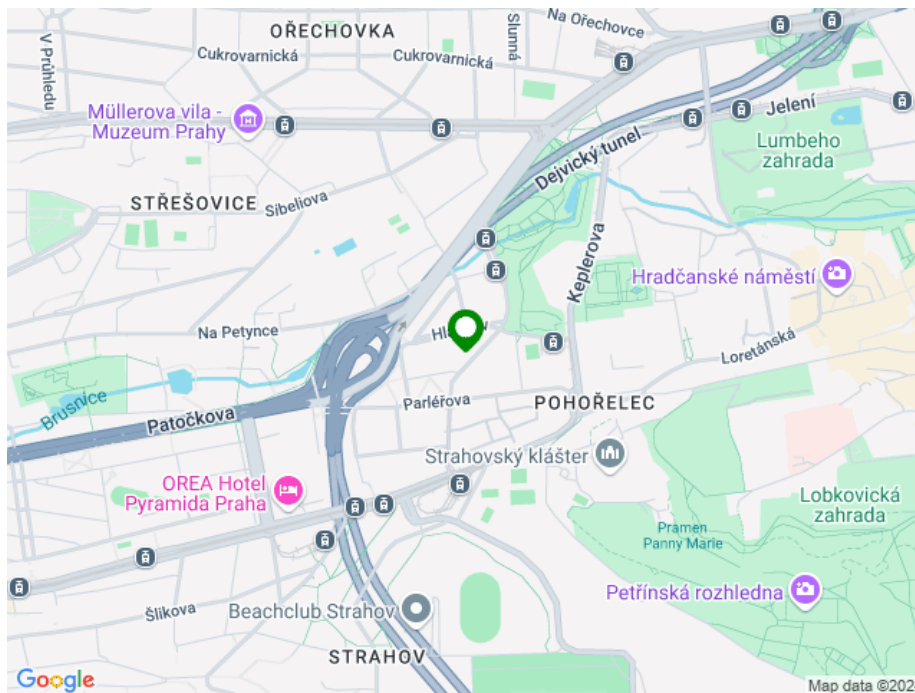 OŘECHOVKA
Na Ořechovce
Slunná
V Průhledu
Cukrovarnická
Cukrovarnická
Müllerova vila -
Muzeum Prahy
Jelení
Dejvický tunel
Lumbeho
zahrada
STŘEŠOVICE
Sibeliova
Keplerova
Hradčanské náměstí
Na Petynce
Loretánská
Brusnice
Patočkova
Parléřova
POHOŘELEC
Strahovský klášter
OREA Hotel
Pyramida Praha
Lobkovická
zahrada
Pramen
Panny Marie
Petřínská rozhledna
Šlikova
Beachclub Strahov
STRAHOV
Google
Map data ©202